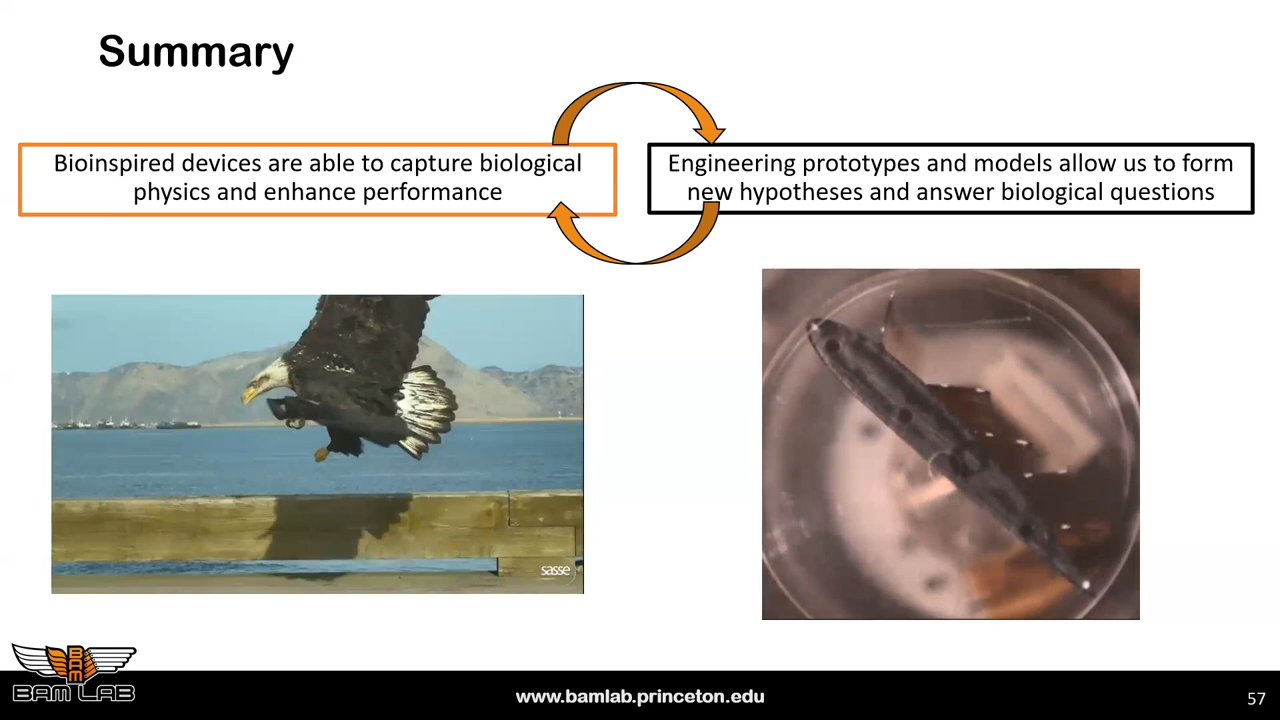 Summary
Bioinspired devices are able to capture biological
physics and enhance performance
Engineering prototypes and models allow us to form
new hypotheses and answer biological questions
sasse
BAM
BAM LAB
www.bamlab.princeton.edu
57